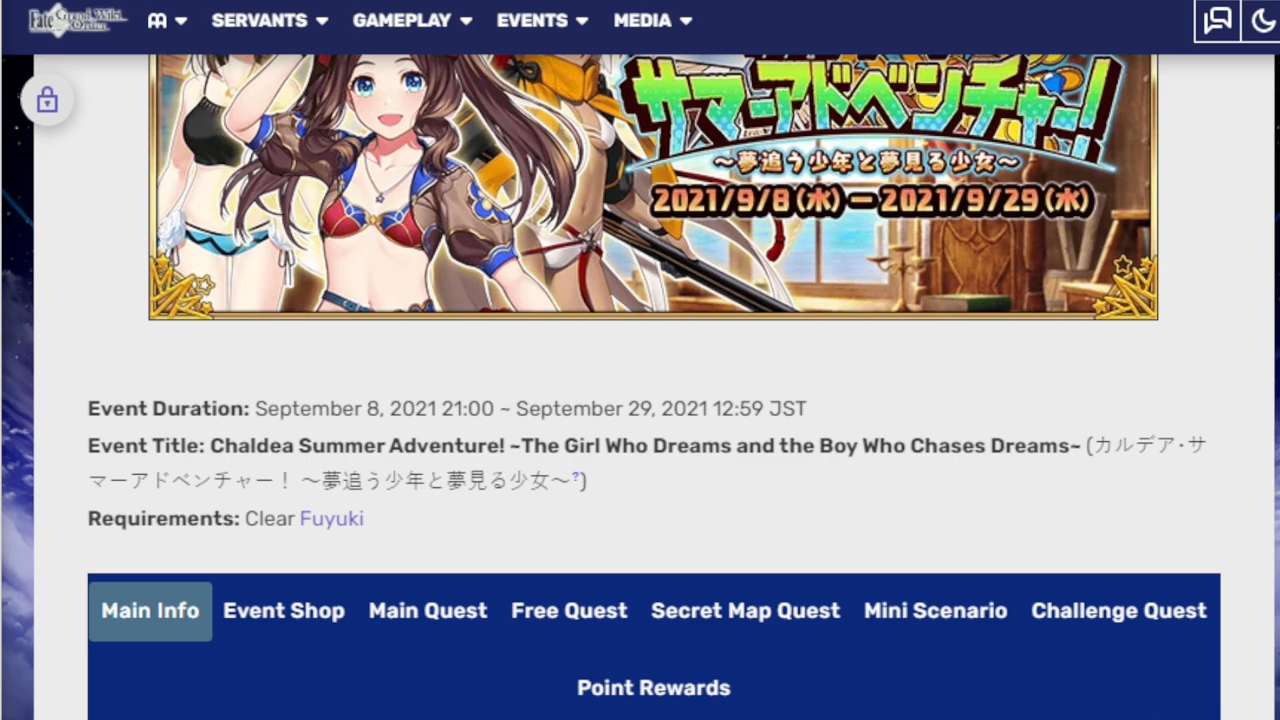 Fate Grand Order Wiki
SERVANTS GAMEPLAY EVENTS MEDIA
サマーアドベンチャー!
～夢追う少年と夢見る少女～
2021/9/8(水)ー2021/9/29(水)
Event Duration: September 8, 2021 21:00 ~ September 29, 2021 12:59 JST
Event Title: Chaldea Summer Adventure! ~The Girl Who Dreams and the Boy Who Chases Dreams~ (カルデア・サ
マーアドベンチャー！ ～夢追う少年と夢見る少女～?)
Requirements: Clear Fuyuki
Main Info Event Shop Main Quest Free Quest Secret Map Quest Mini Scenario Challenge Quest
Point Rewards